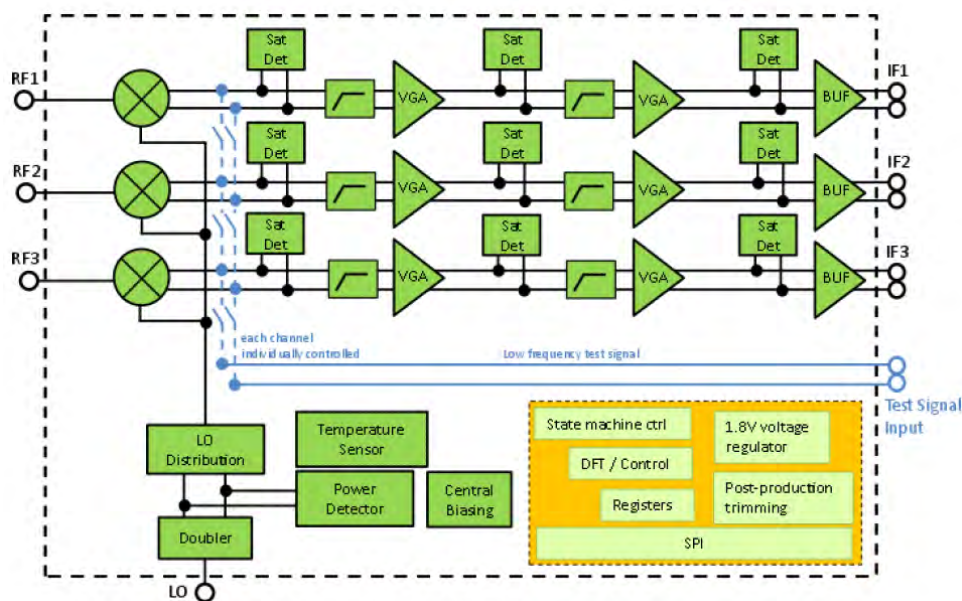 Sat
Det
Sat
Det
Sat
Det
RF1
VGA
VGA
BUF
IF1
Sat
Det
Sat
Det
Sat
Det
RF2
VGA
VGA
BUF
IF2
Sat
Det
Sat
Det
Sat
Det
RF3
VGA
VGA
BUF
IF3
each channel
individually controlled
Low frequency test signal
Test Signal
Input
LO
Distribution
Temperature
Sensor
Power
Detector
Central
Biasing
Doubler
LO
State machine ctrl
1.8V voltage
regulator
DFT / Control
Registers
Post-production
trimming
SPI